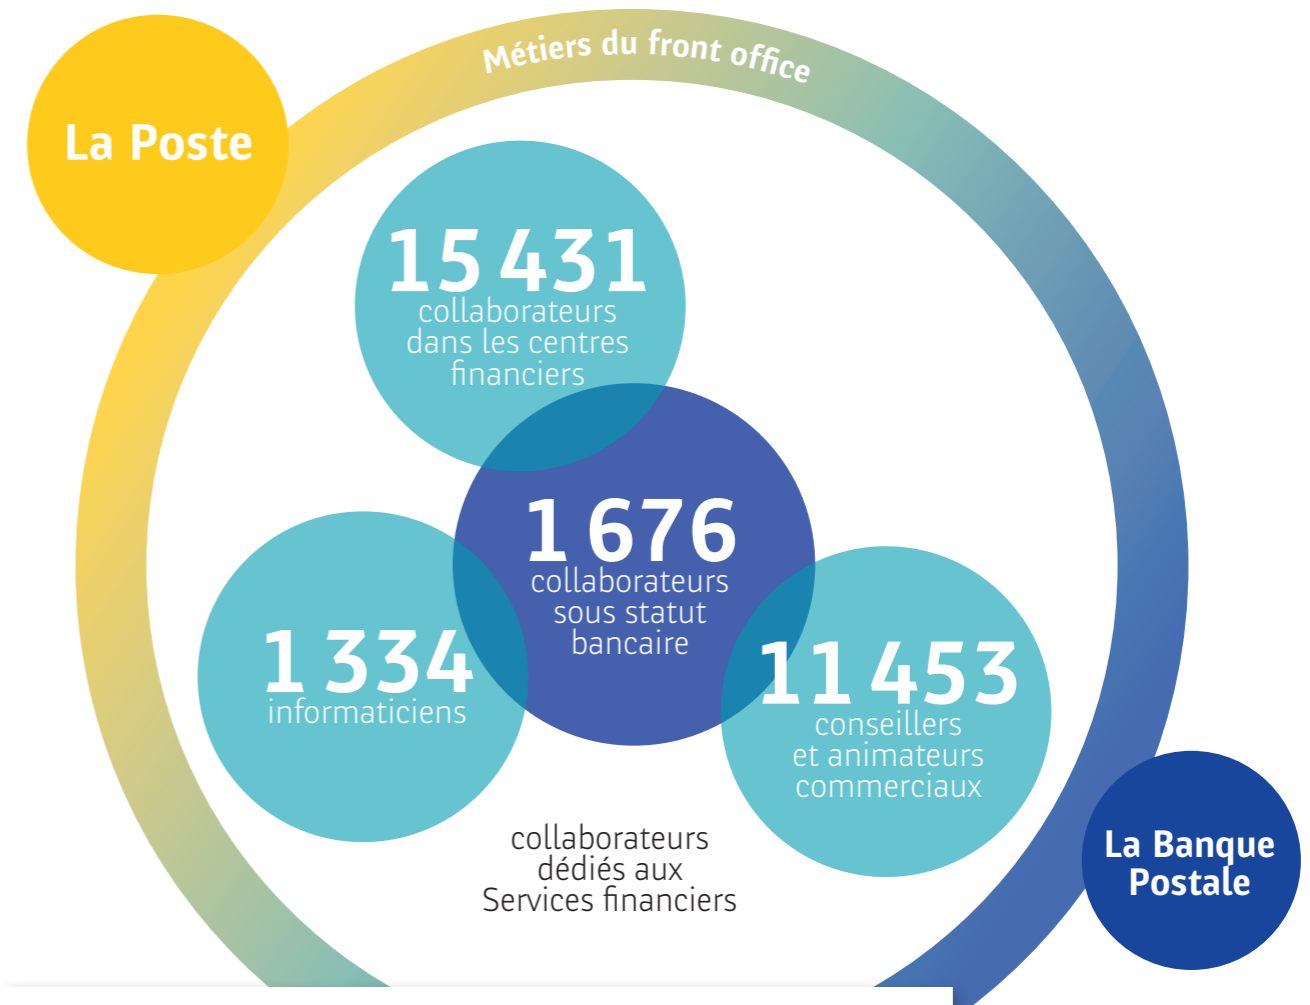 Métiers du front office
La Poste
15 431
collaborateurs
dans les centres
financiers
1 676
collaborateurs
sous statut
bancaire
1 334
informaticiens
11 453
conseillers
et animateurs
commerciaux
collaborateurs
dédiés aux
Services financiers
La Banque
Postale